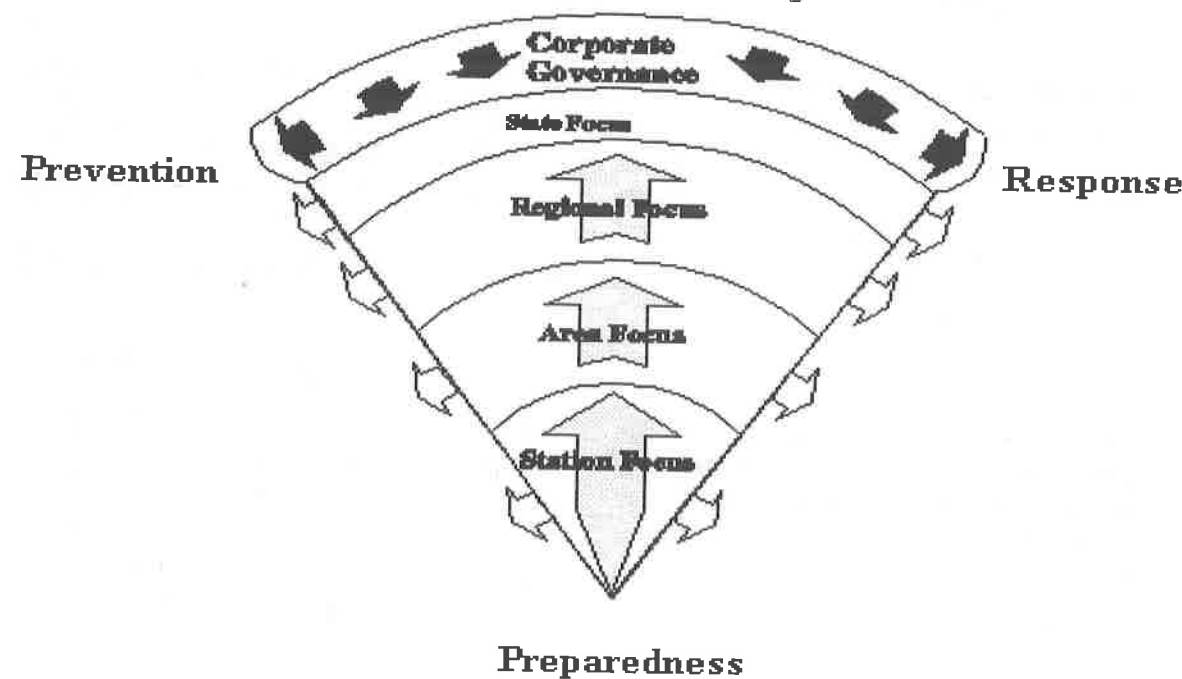 Corporate
Governance
State Focus
Prevention
Response
Regional Focus
Area Focus
Station Focus
Preparedness